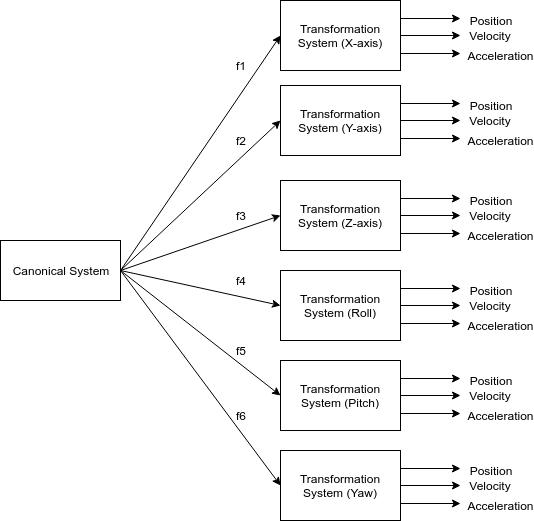 Transformation
System (X-axis)
Position
Velocity
Acceleration
f1
Transformation
System (Y-axis)
Position
Velocity
Acceleration
f2
Transformation
System (Z-axis)
Position
Velocity
Acceleration
f3
Canonical System
f4
Transformation
System (Roll)
Position
Velocity
Acceleration
f5
Transformation
System (Pitch)
Position
Velocity
Acceleration
f6
Transformation
System (Yaw)
Position
Velocity
Acceleration